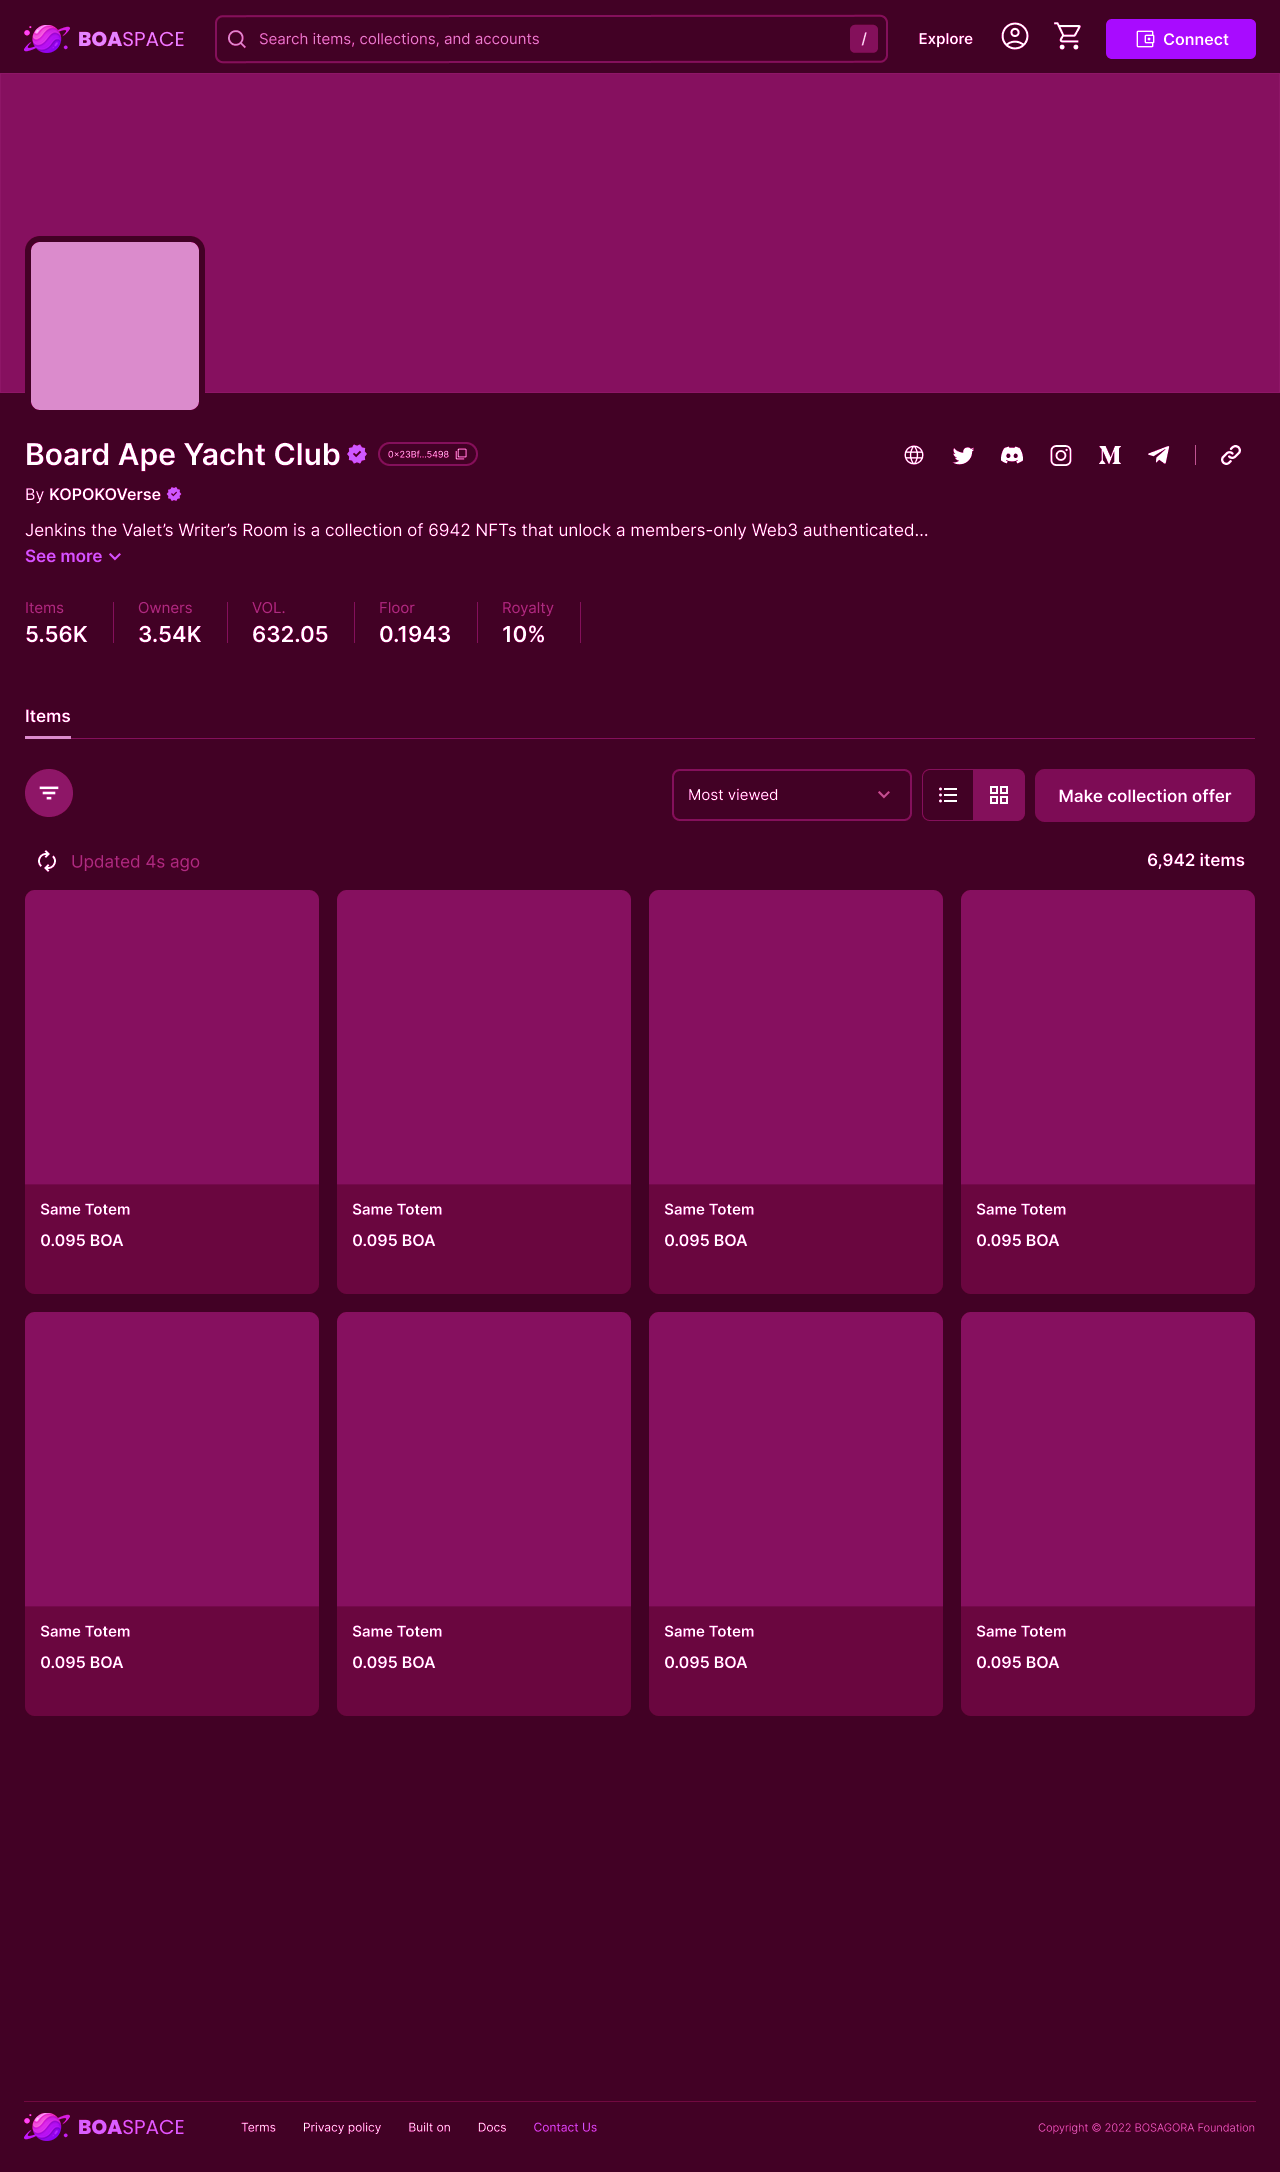 BOASPACE
Search items, collections, and accounts
/
Explore
Connect
Board Ape Yacht Club
0x23Bf...5498
By KOPOKOVerse
Jenkins the Valet’s Writer’s Room is a collection of 6942 NFTs that unlock a members-only Web3 authenticated...
See more
Items Owners VOL. Floor Royalty
5.56K 3.54K 632.05 0.1943 10%
Items
Most viewed
Make collection offer
Updated 4s ago
6,942 items
Same Totem Same Totem Same Totem Same Totem
0.095 BOA 0.095 BOA 0.095 BOA 0.095 BOA
Same Totem Same Totem Same Totem Same Totem
0.095 BOA 0.095 BOA 0.095 BOA 0.095 BOA
BOASPACE
Terms Privacy policy Built on Docs Contact Us
Copyright © 2022 BOSAGORA Foundation